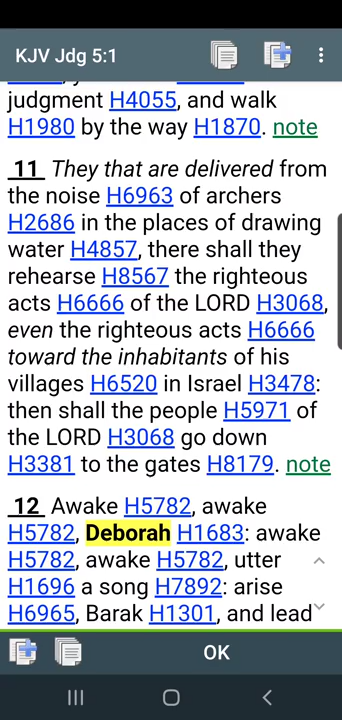 KJV Jdg 5:1
judgment H4055, and walk
H1980 by the way H1870. note
11 They that are delivered from
the noise H6963 of archers
H2686 in the places of drawing
water H4857, there shall they
rehearse H8567 the righteous
acts H6666 of the LORD H3068,
even the righteous acts H6666
toward the inhabitants of his
villages H6520 in Israel H3478:
then shall the people H5971 of
the LORD H3068 go down
H3381 to the gates H8179. note
12 Awake H5782, awake
H5782, Deborah H1683: awake
H5782, awake H5782, utter
H1696 a song H7892: arise
H6965, Barak H1301, and lead
OK